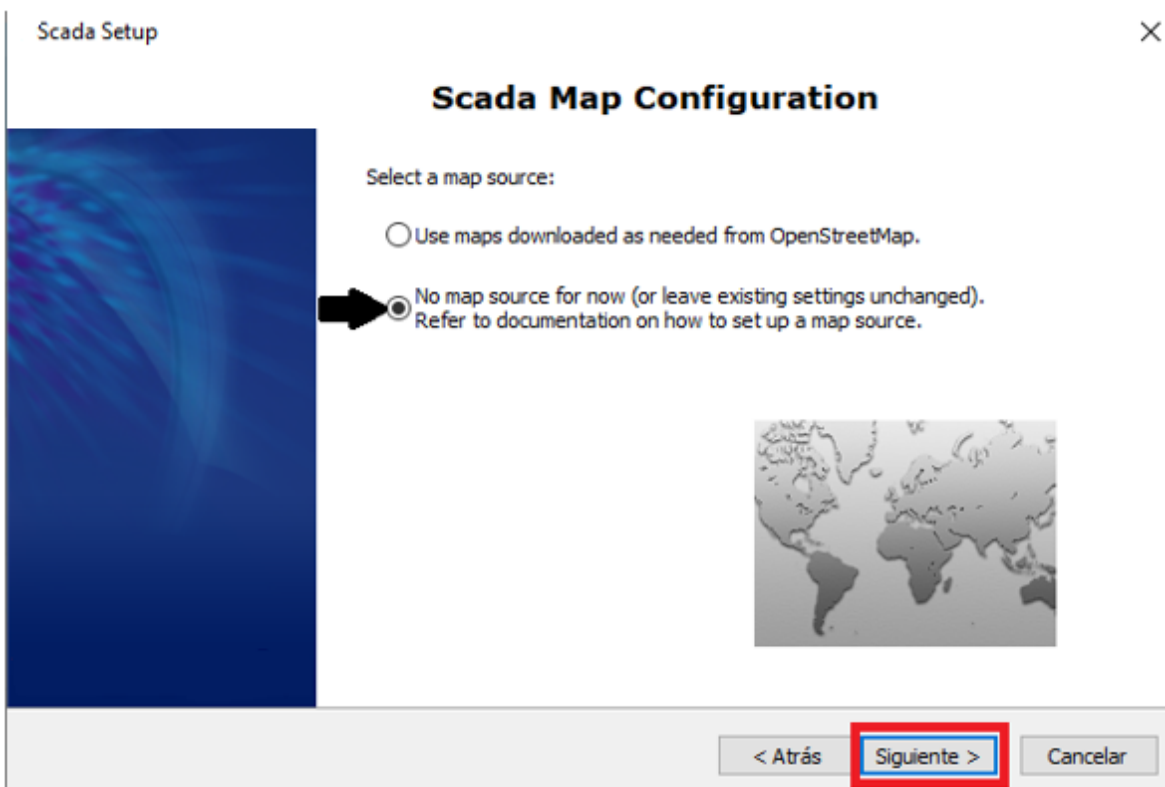 Scada Setup
Scada Map Configuration
Select a map source:
Use maps downloaded as needed from OpenStreetMap.
No map source for now (or leave existing settings unchanged).
Refer to documentation on how to set up a map source.
< Atrás
Siguiente >
Cancelar